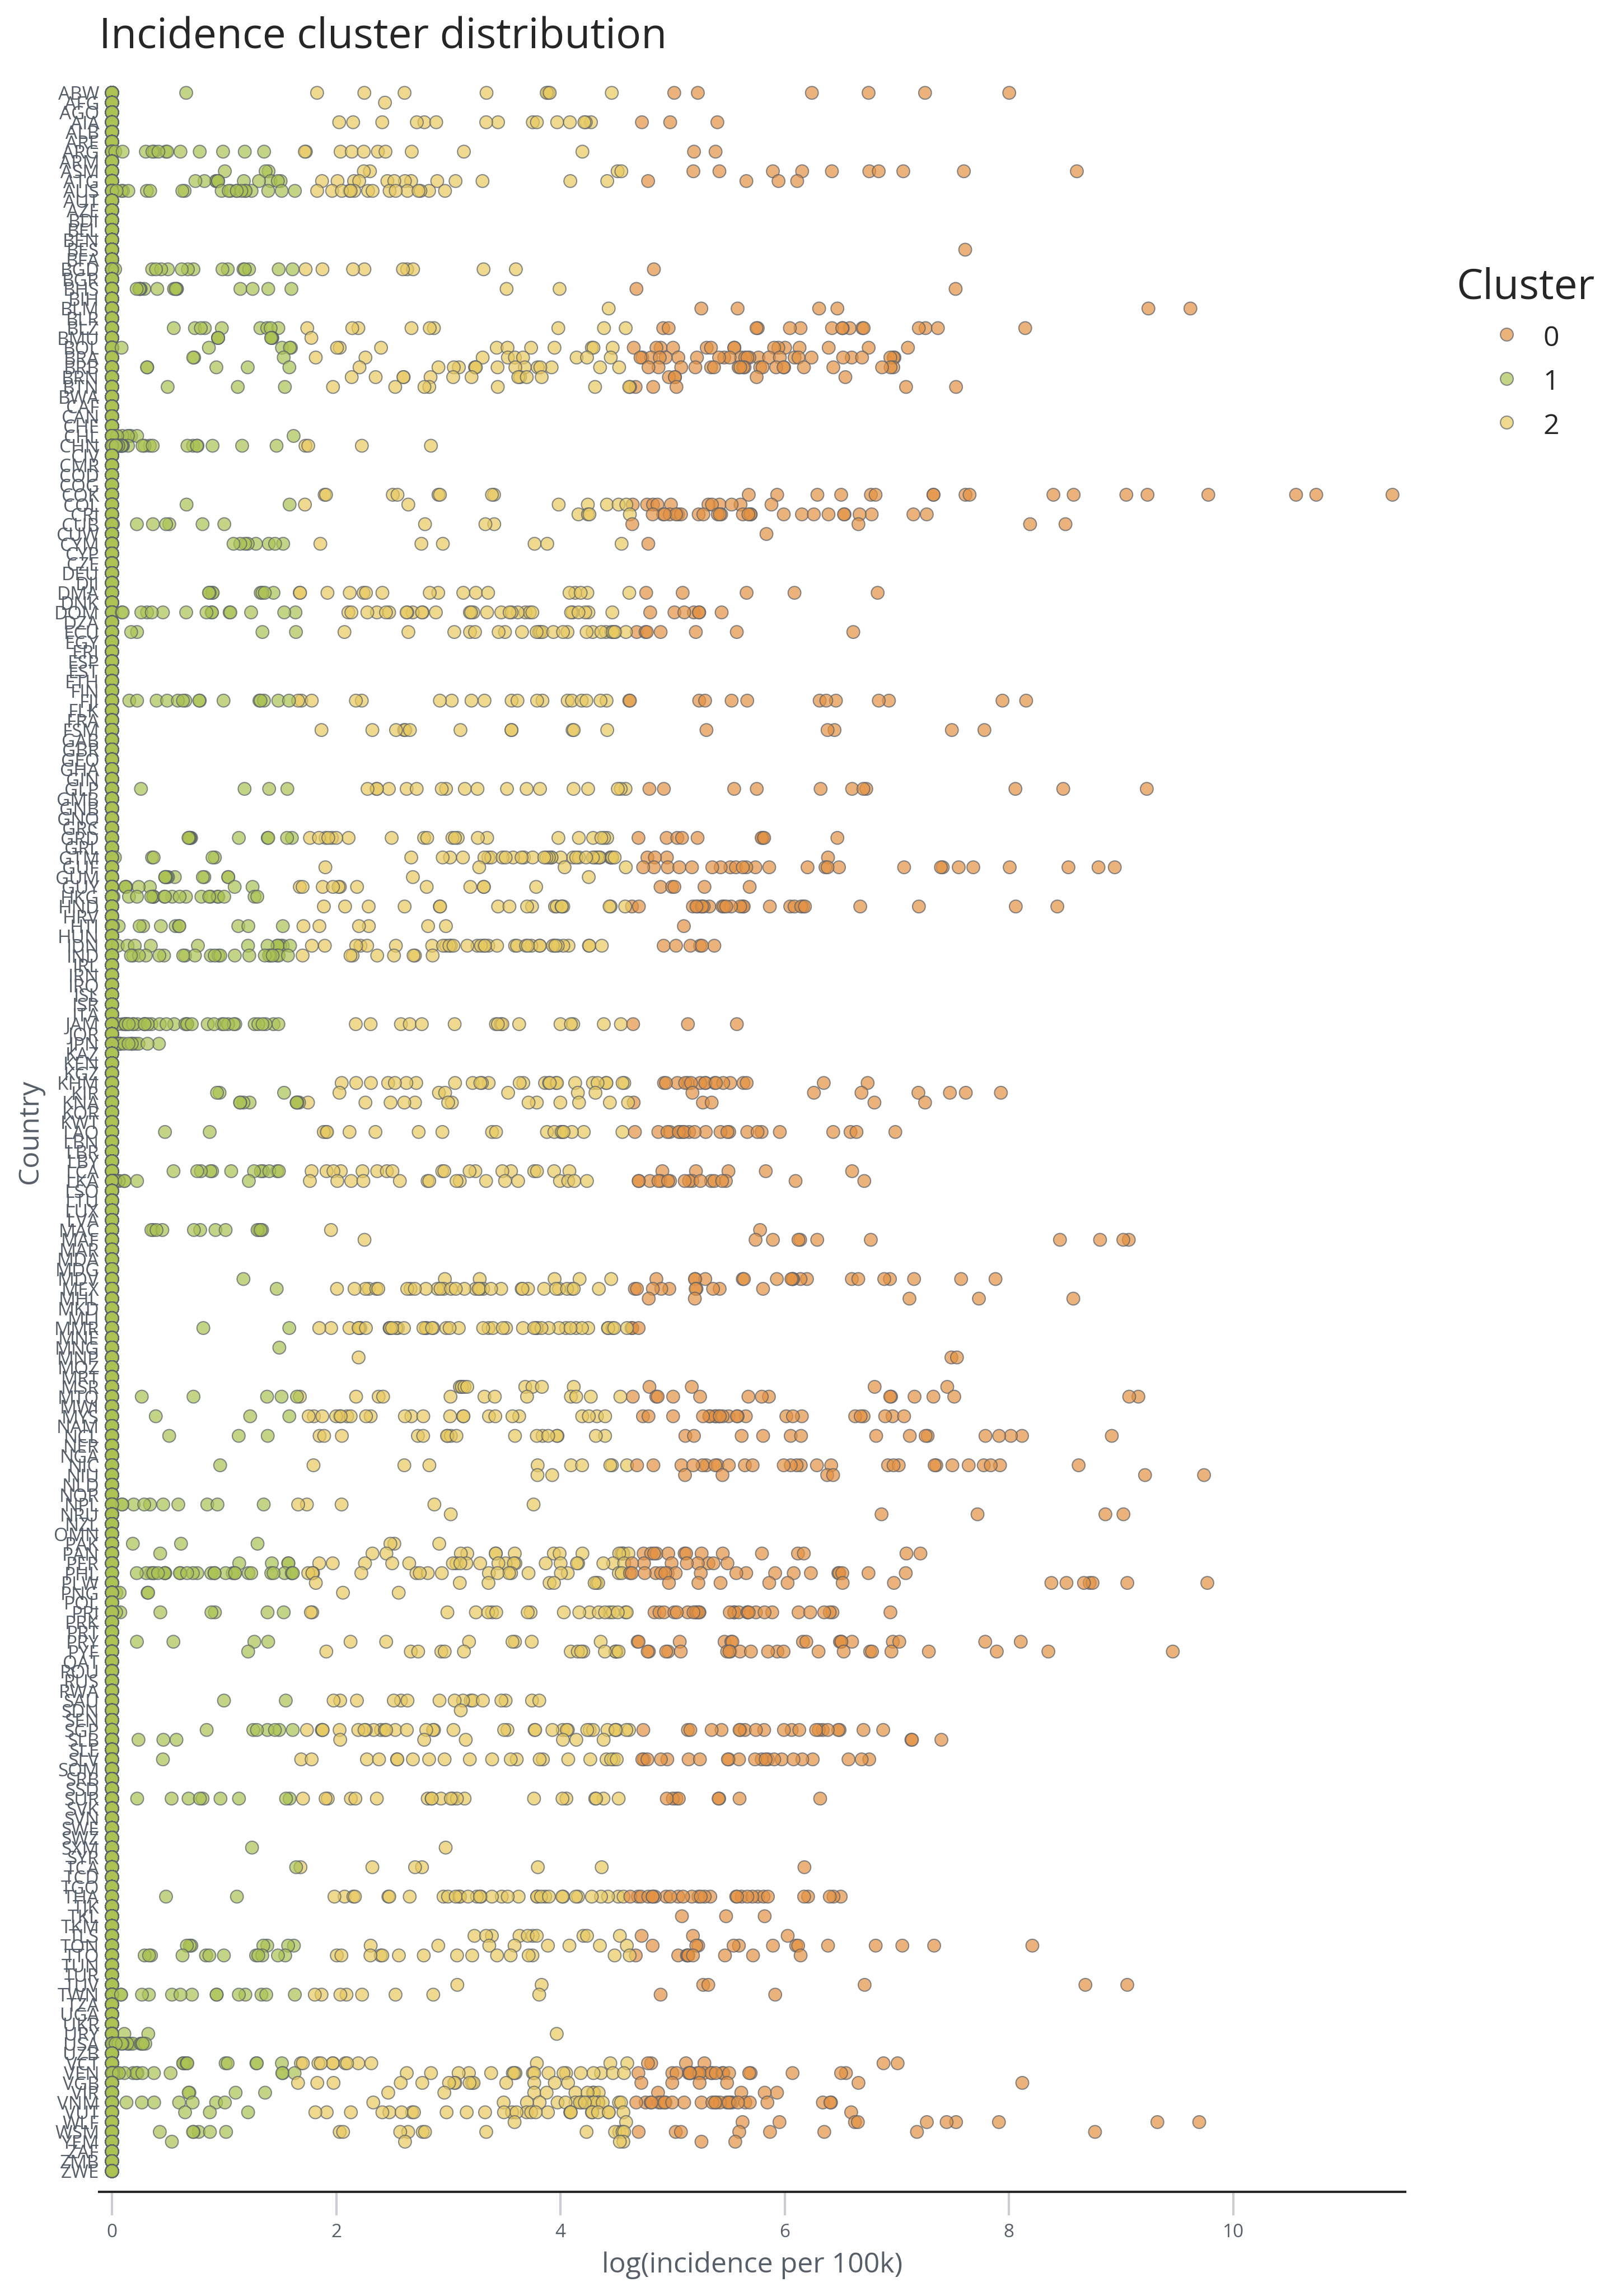 Incidence cluster distribution
ABW
AFG
AGO
AIA
ALB
ARE
ARG
ARM
ASM
ATG
AUS
AUT
AZE
BDI
BEL
BEN
BES
BFA
BGD
BGR
BHS
BIH
BLM
BLR
BLZ
BMU
BOL
BRA
BRB
BRN
BTN
BWA
CAF
CAN
CHE
CHL
CHN
CIV
CMR
COD
COG
COK
COL
CRI
CUB
CUW
CYM
CYP
CZE
DEU
DJI
DMA
DNK
DOM
DZA
ECU
EGY
ERI
ESP
EST
ETH
FIN
FJI
FLK
FRA
FSM
GAB
GBR
GEO
GHA
GIN
GLP
GMB
GNB
GNQ
GRC
GRD
GRL
GTM
GUF
GUM
GUY
HKG
HND
HRV
HTI
HUN
IDN
IND
IRL
IRN
IRQ
ISL
ISR
ITA
JAM
JOR
JPN
KAZ
KEN
KGZ
KHM
KIR
KNA
KOR
KWT
LAO
LBN
LBR
LBY
LCA
LKA
LSO
LTU
LUX
LVA
MAC
MAF
MAR
MDA
MDG
MDV
MEX
MHL
MKD
MLI
MMR
MNE
MNG
MNP
MOZ
MRT
MSR
MTQ
MWI
MYS
NAM
NCL
NER
NGA
NIC
NIU
NLD
NOR
NPL
NRU
NZL
OMN
PAK
PAN
PER
PHL
PLW
PNG
POL
PRI
PRK
PRT
PRY
PYF
QAT
ROU
RUS
RWA
SAU
SDN
SEN
SGP
SLB
SLE
SLV
SOM
SRB
SSD
SUR
SVK
SVN
SWE
SWZ
SXM
SYR
TCA
TCD
TGO
THA
TJK
TKL
TKM
TLS
TON
TTO
TUN
TUR
TUV
TWN
TZA
UGA
UKR
URY
USA
UZB
VCT
VEN
VGB
VIR
VNM
VUT
WLF
WSM
YEM
ZAF
ZMB
ZWE
Country
0 2 4 6 8 10
log(incidence per 100k)
Cluster
0
1
2